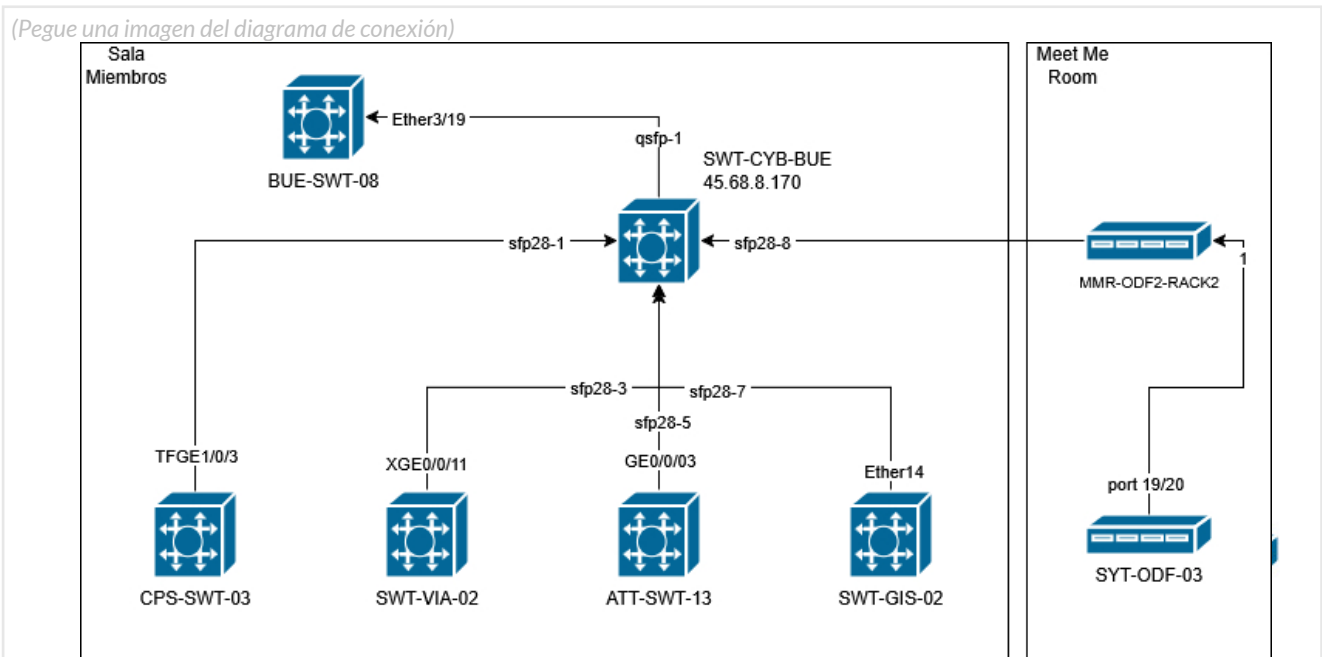 (Pegue una imagen del diagrama de conexión)
Sala
Miembros
Meet Me
Room
Ether3/19
qsfp-1
BUE-SWT-08
SWT-CYB-BUE
45.68.8.170
sfp28-1
sfp28-8
1
MMR-ODF2-RACK2
sfp28-3
sfp28-7
sfp28-5
TFGE1/0/3
XGE0/0/11
GE0/0/03
Ether14
port 19/20
CPS-SWT-03
SWT-VIA-02
ATT-SWT-13
SWT-GIS-02
SYT-ODF-03